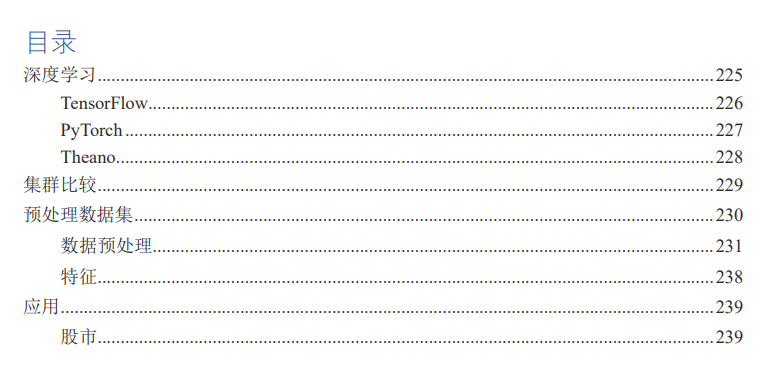 目录
深度学习........................................................................225
TensorFlow........................................................................226
PyTorch........................................................................227
Theano........................................................................228
集群比较........................................................................229
预处理数据集........................................................................230
数据预处理........................................................................231
特征........................................................................238
应用........................................................................239
股市........................................................................239